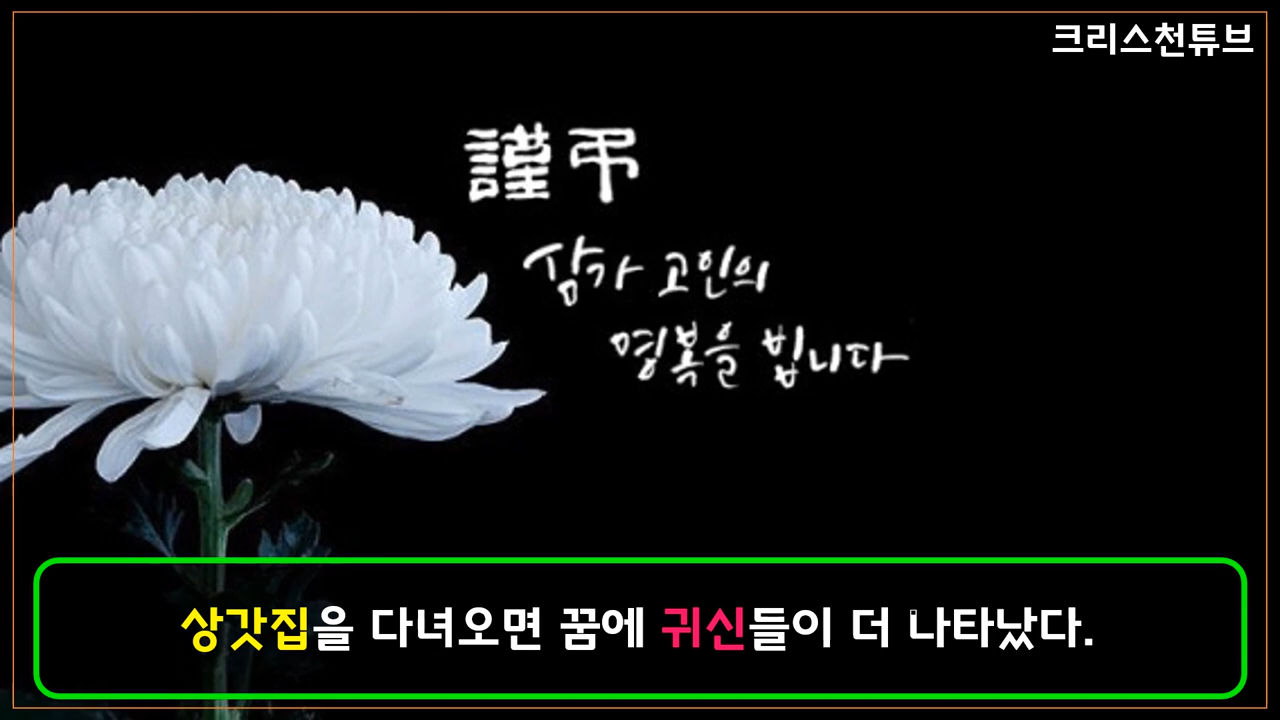 크리스천튜브
謹弔
삼가 고인의
명복을 빕니다
상갓집을 다녀오면 꿈에 귀신들이 더 나타났다.